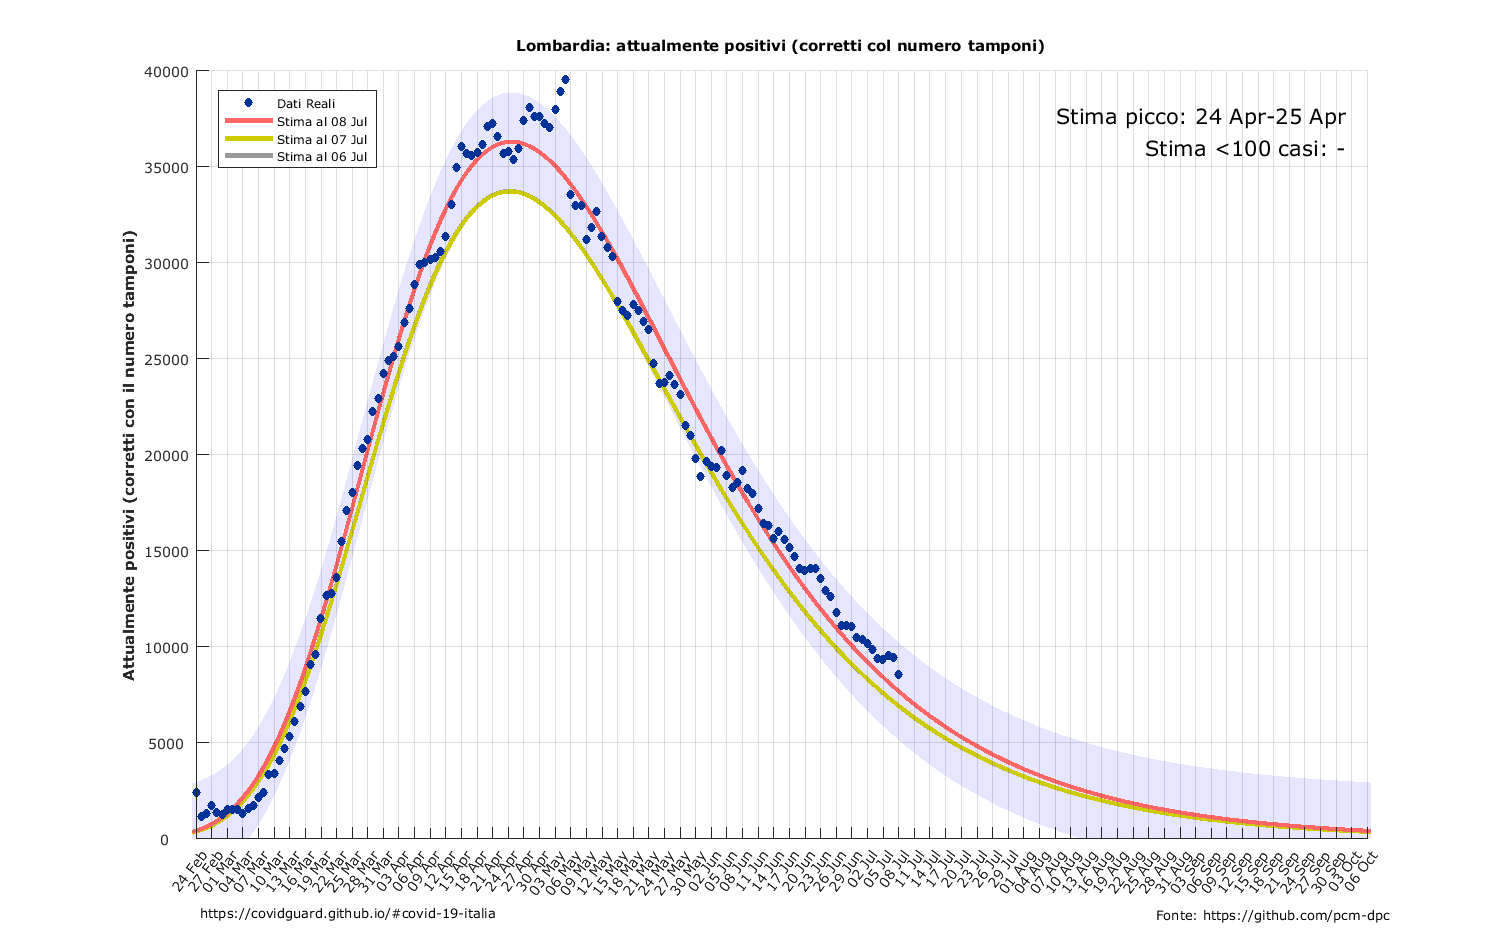 Lombardia: attualmente positivi (corretti col numero tamponi)
40000
35000
30000
25000
20000
15000
10000
5000
0
Attualmente positivi (corretti con il numero tamponi)
Dati Reali
Stima al 08 Jul
Stima al 07 Jul
Stima al 06 Jul
Stima picco: 24 Apr-25 Apr
Stima <100 casi: -
24 Feb
27 Feb
01 Mar
04 Mar
07 Mar
10 Mar
13 Mar
16 Mar
19 Mar
22 Mar
25 Mar
28 Mar
31 Mar
03 Apr
06 Apr
09 Apr
12 Apr
15 Apr
18 Apr
21 Apr
24 Apr
27 Apr
30 Apr
03 May
06 May
09 May
12 May
15 May
18 May
21 May
24 May
27 May
30 May
02 Jun
05 Jun
08 Jun
11 Jun
14 Jun
17 Jun
20 Jun
23 Jun
26 Jun
29 Jun
02 Jul
05 Jul
08 Jul
11 Jul
14 Jul
17 Jul
20 Jul
23 Jul
26 Jul
29 Jul
01 Aug
04 Aug
07 Aug
10 Aug
13 Aug
16 Aug
19 Aug
22 Aug
25 Aug
28 Aug
31 Aug
03 Sep
06 Sep
09 Sep
12 Sep
15 Sep
18 Sep
21 Sep
24 Sep
27 Sep
30 Sep
03 Oct
06 Oct
https://covidguard.github.io/#covid-19-italia
Fonte: https://github.com/pcm-dpc